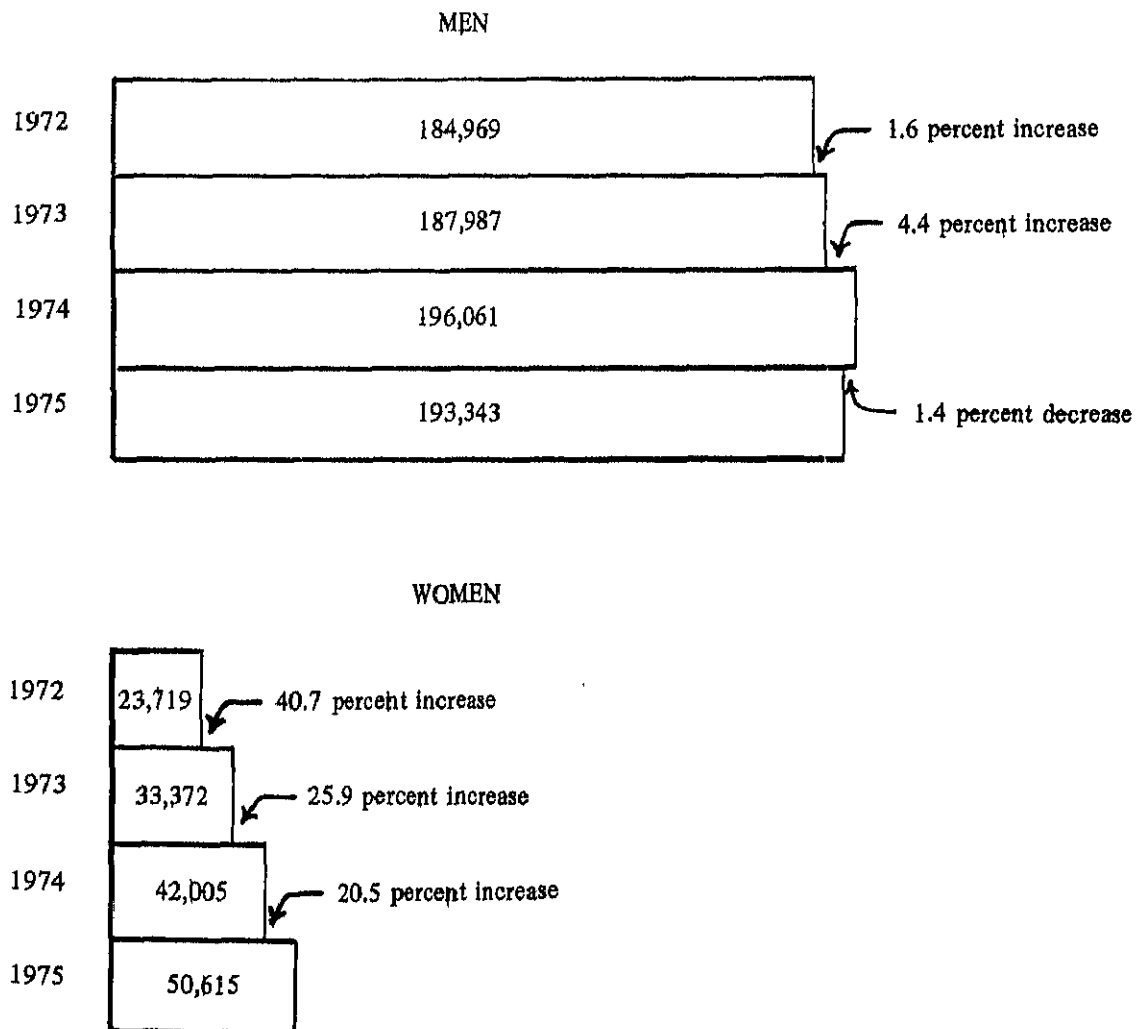 MEN
1972 184,969 1.6 percent increase
1973 187,987 4.4 percent increase
1974 196,061
1975 193,343 1.4 percent decrease
WOMEN
1972 23,719 40.7 percent increase
1973 33,372 25.9 percent increase
1974 42,005 20.5 percent increase
1975 50,615